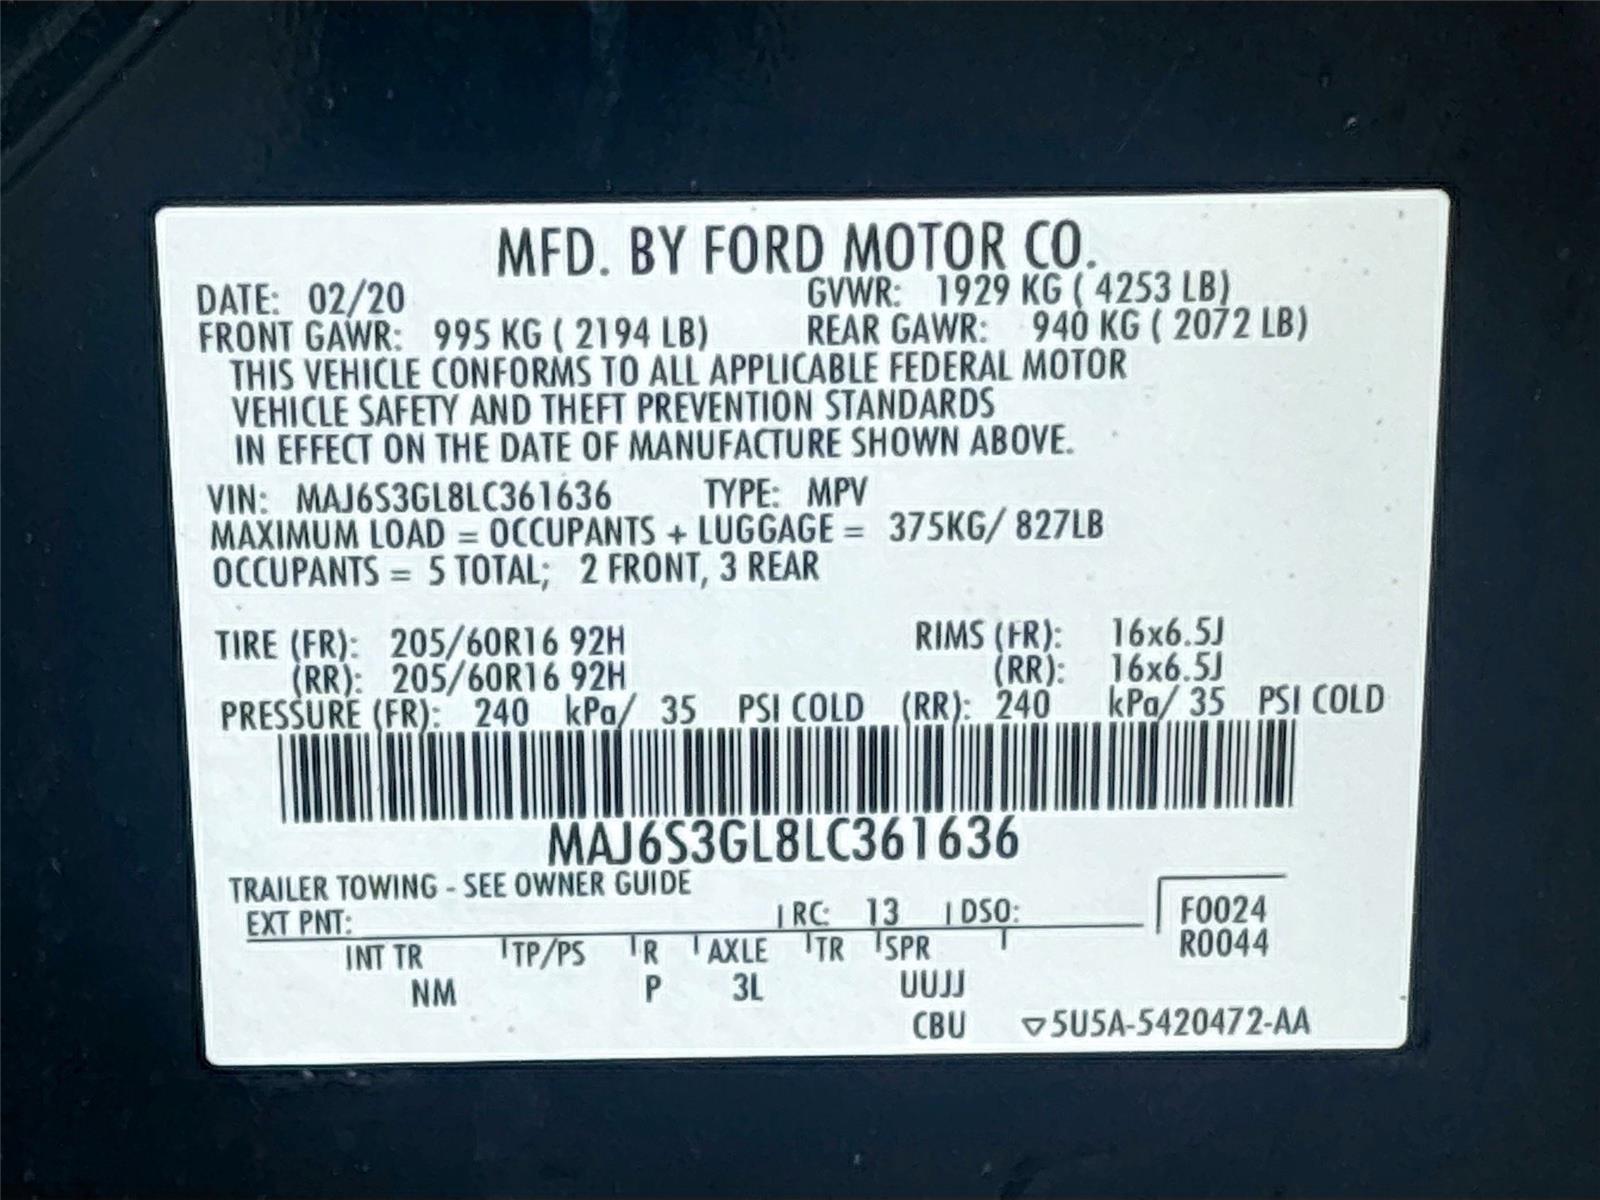 MFD. BY FORD MOTOR CO.
DATE: 02/20 GVWR: 1929 KG ( 4253 LB)
FRONT GAWR: 995 KG ( 2194 LB) REAR GAWR: 940 KG ( 2072 LB)
THIS VEHICLE CONFORMS TO ALL APPLICABLE FEDERAL MOTOR
VEHICLE SAFETY AND THEFT PREVENTION STANDARDS
IN EFFECT ON THE DATE OF MANUFACTURE SHOWN ABOVE.
VIN: MAJ6S3GL8LC361636 TYPE: MPV
MAXIMUM LOAD = OCCUPANTS + LUGGAGE = 375KG/ 827LB
OCCUPANTS = 5 TOTAL; 2 FRONT, 3 REAR
TIRE (FR): 205/60R16 92H RIMS (FR): 16x6.5J
(RR): 205/60R16 92H (RR): 16x6.5J
PRESSURE (FR): 240 kPa/ 35 PSI COLD (RR): 240 kPa/ 35 PSI COLD
MAJ6S3GL8LC361636
TRAILER TOWING - SEE OWNER GUIDE
EXT PNT: RC: 13 DSO: F0024
R0044
INT TR TP/PS R AXLE TR SPR
NM P 3L UUJJ
CBU ▽5U5A-5420472-AA